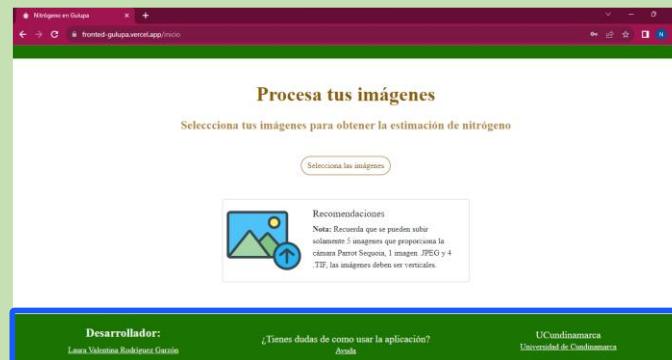 Nitrógeno en Gulupa
fronted-gulupa.vercel.app/inicio
N
Procesa tus imágenes
Seleccciona tus imágenes para obtener la estimación de nitrógeno
Selecciona las imágenes
Recomendaciones
Nota: Recuerda que se pueden subir
solamente 5 imagenes que proporciona la
cámara Parrot Sequoia, 1 imagen .JPEG y 4
.TIF, las imágenes deben ser verticales.
Desarrollador:
Laura Valentina Rodriguez Garzón
¿Tienes dudas de como usar la aplicación?
Ayuda
UCundinamarca
Universidad de Cundinamarca